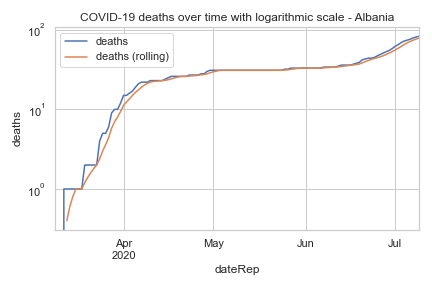 COVID-19 deaths over time with logarithmic scale - Albania
deaths
deaths (rolling)
10²
10¹
10⁰
deaths
Apr
2020
May
Jun
Jul
dateRep